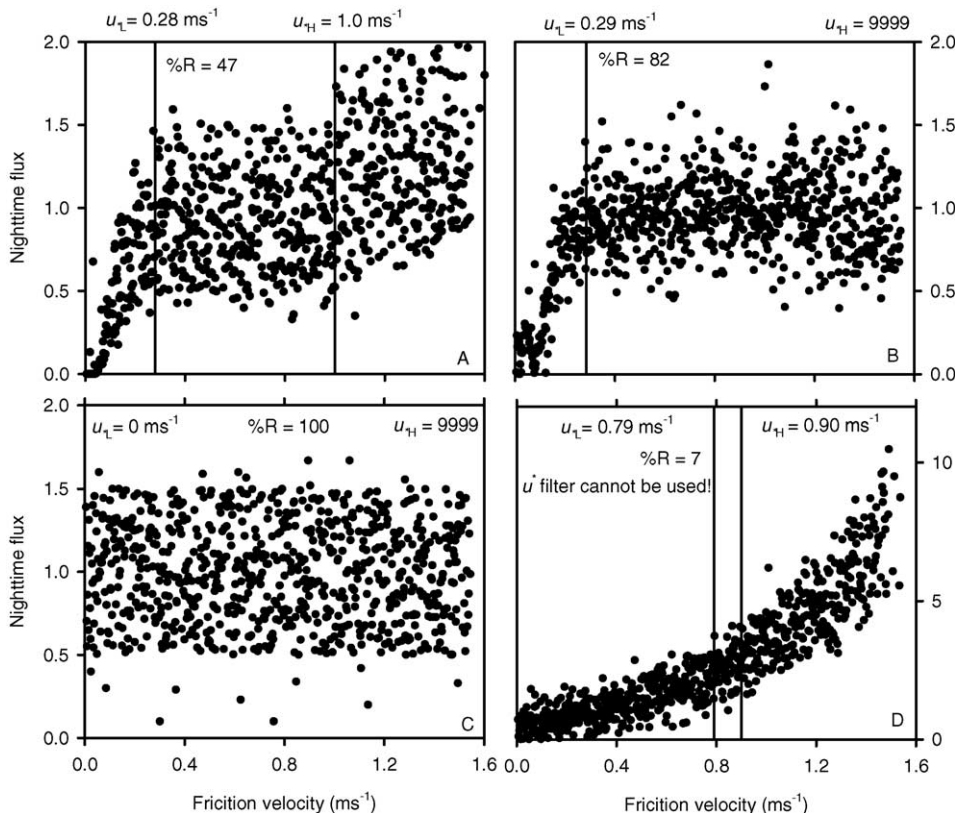 u*L = 0.28 ms-1 u*H = 1.0 ms-1
u*L = 0.29 ms-1 u*H = 9999
2.0
%R = 47
1.5
1.0
0.5
0.0
A
Nighttime flux
%R = 82
2.0
1.5
1.0
0.5
0.0
B
2.0
u*L = 0 ms-1 %R = 100 u*H = 9999
1.5
1.0
0.5
0.0
C
Nighttime flux
0.0 0.4 0.8 1.2 1.6
Friction velocity (ms-1)
u*L = 0.79 ms-1 u*H = 0.90 ms-1
%R = 7
u* filter cannot be used!
10
5
0
D
0.0 0.4 0.8 1.2 1.6
Friction velocity (ms-1)